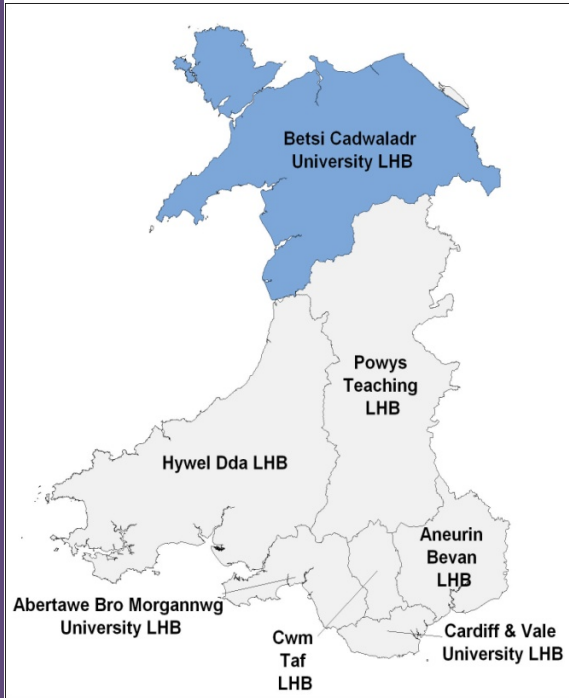 Betsi Cadwaladr
University LHB
Powys
Teaching
LHB
Hywel Dda LHB
Aneurin
Bevan
LHB
Abertawe Bro Morgannwg
University LHB
Cwm
Taf
LHB
Cardiff & Vale
University LHB